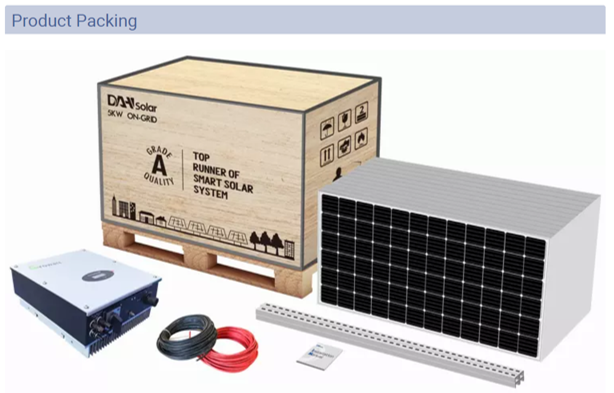 Product Packing
DAH Solar
5KW ON-GRID
GRADE
A
QUALITY
TOP
RUNNER OF
SMART SOLAR
SYSTEM